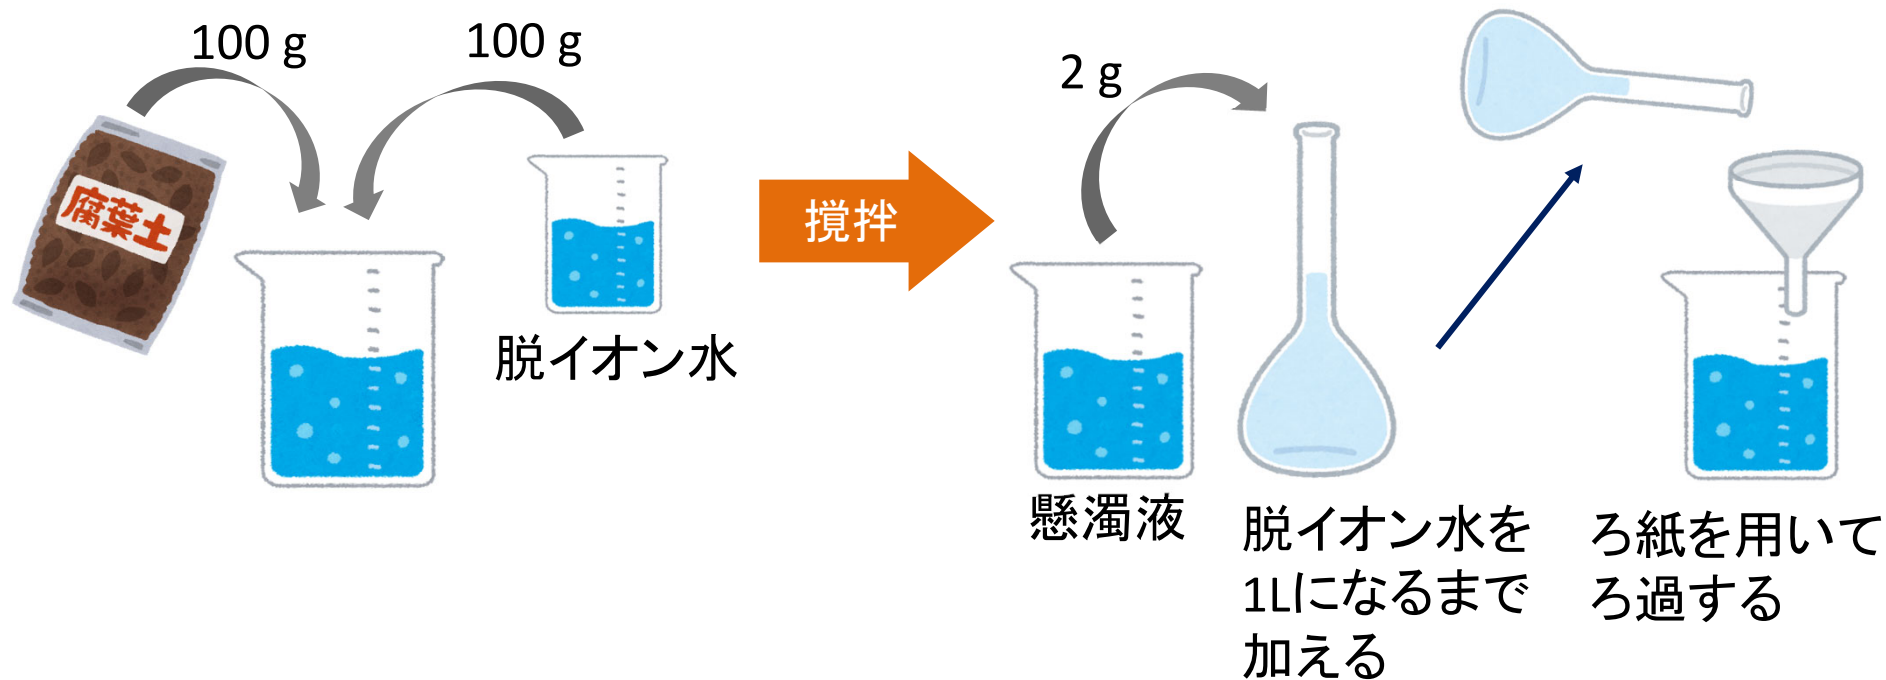 100 g
100 g
腐葉土
脱イオン水
撹拌
2 g
懸濁液
脱イオン水を
1Lになるまで
加える
ろ紙を用いて
ろ過する